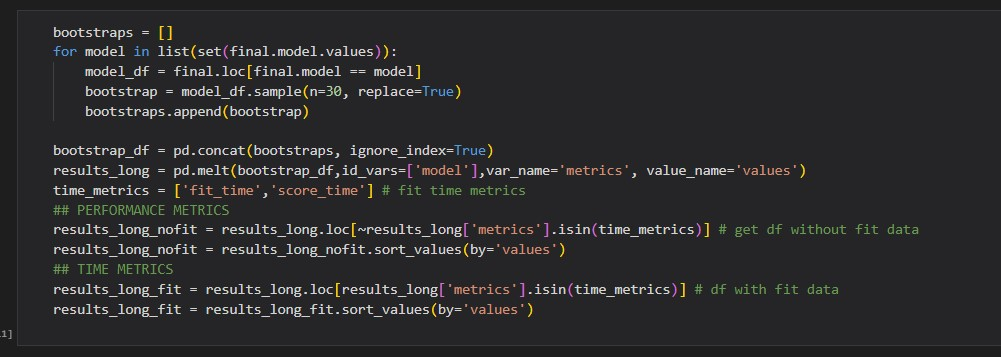 bootstraps = []
for model in list(set(final.model.values)):
    model_df = final.loc[final.model == model]
    bootstrap = model_df.sample(n=30, replace=True)
    bootstraps.append(bootstrap)

bootstrap_df = pd.concat(bootstraps, ignore_index=True)
results_long = pd.melt(bootstrap_df,id_vars=['model'],var_name='metrics', value_name='values')
time_metrics = ['fit_time','score_time'] # fit time metrics
## PERFORMANCE METRICS
results_long_nofit = results_long.loc[~results_long['metrics'].isin(time_metrics)] # get df without fit data
results_long_nofit = results_long_nofit.sort_values(by='values')
## TIME METRICS
results_long_fit = results_long.loc[results_long['metrics'].isin(time_metrics)] # df with fit data
results_long_fit = results_long_fit.sort_values(by='values')
1]